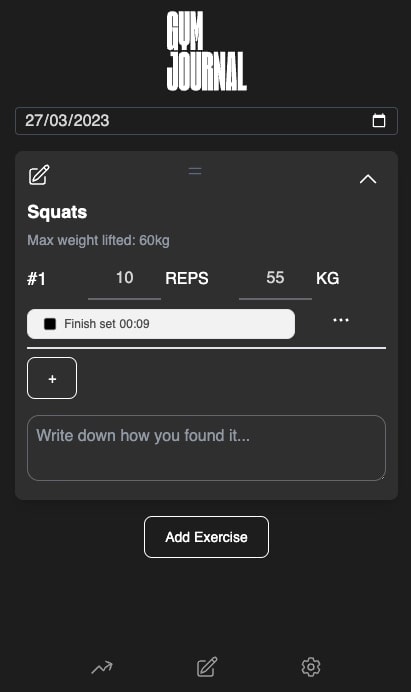 GYM
JOURNAL
27/03/2023
Squats
Max weight lifted: 60kg
#1 10 REPS 55 KG
Finish set 00:09 ...
+
Write down how you found it...
Add Exercise